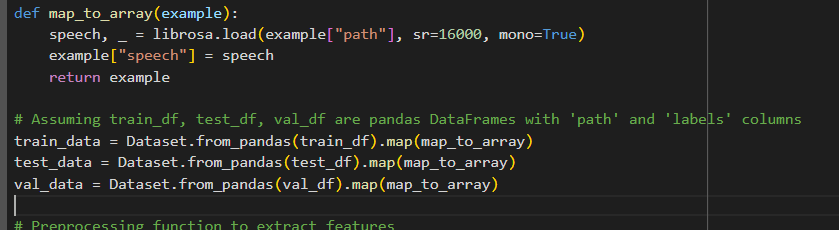 def map_to_array(example):
    speech, _ = librosa.load(example["path"], sr=16000, mono=True)
    example["speech"] = speech
    return example
# Assuming train_df, test_df, val_df are pandas DataFrames with 'path' and 'labels' columns
train_data = Dataset.from_pandas(train_df).map(map_to_array)
test_data = Dataset.from_pandas(test_df).map(map_to_array)
val_data = Dataset.from_pandas(val_df).map(map_to_array)
# Preprocessing function to extract features